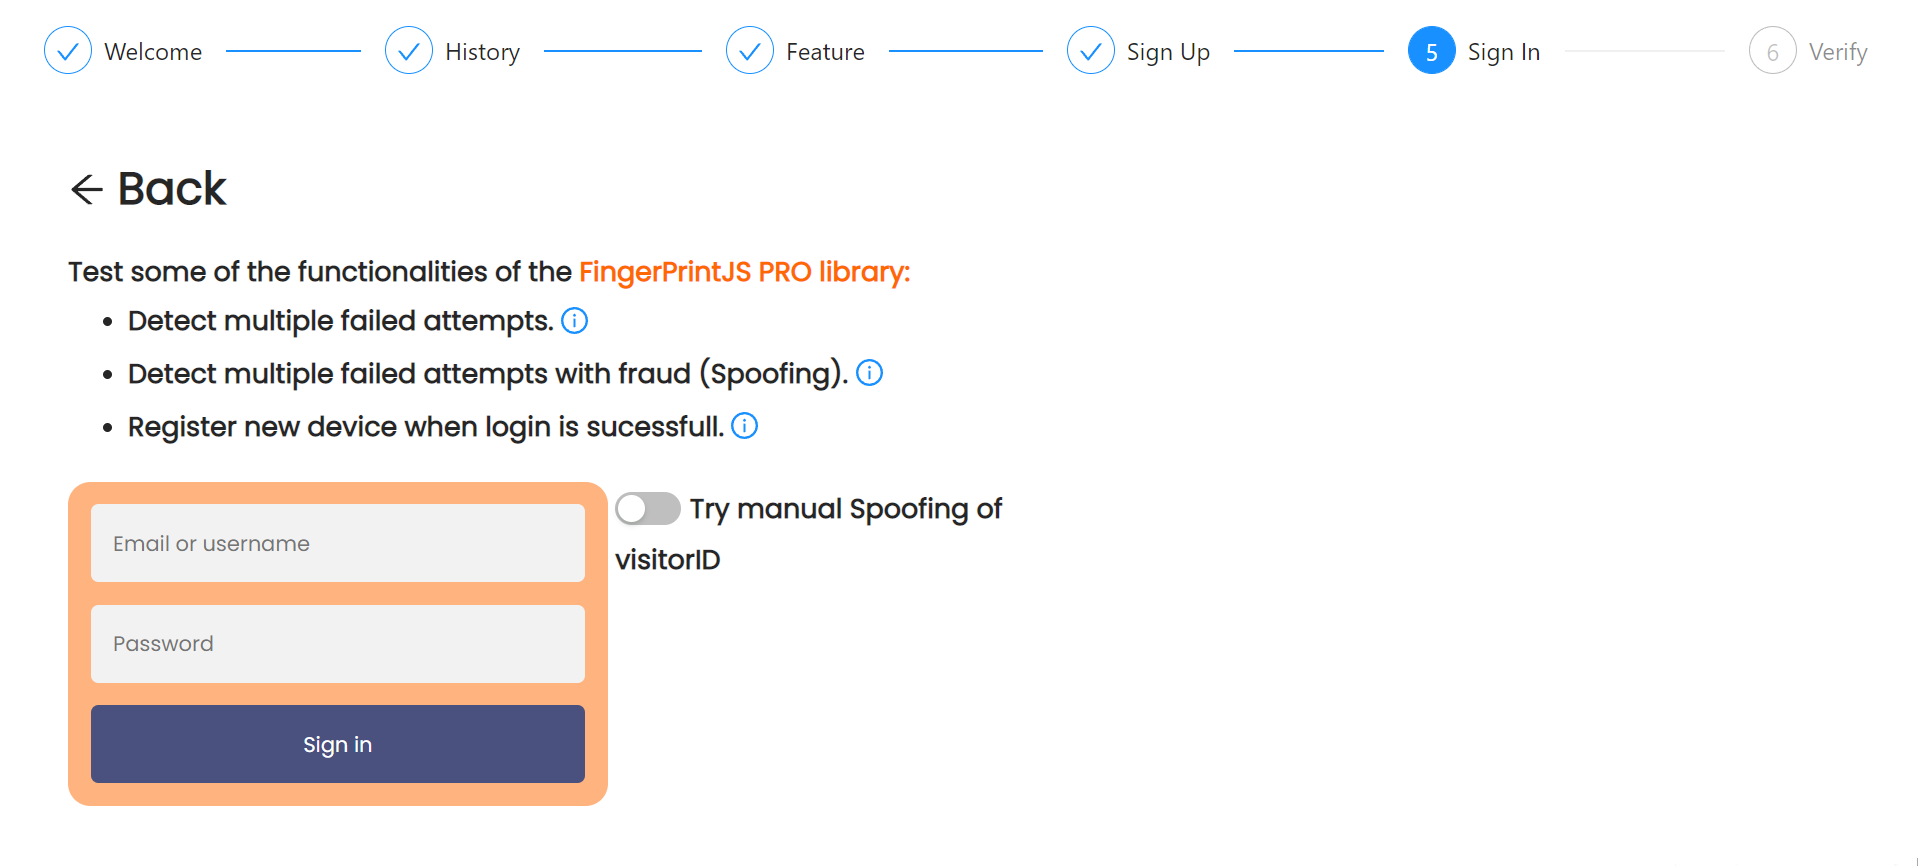 Welcome
History
Feature
Sign Up
5 Sign In
6 Verify
Back
Test some of the functionalities of the FingerPrintJS PRO library:
Detect multiple failed attempts.
Detect multiple failed attempts with fraud (Spoofing).
Register new device when login is sucessfull.
Email or username
Password
Sign in
Try manual Spoofing of
visitorID